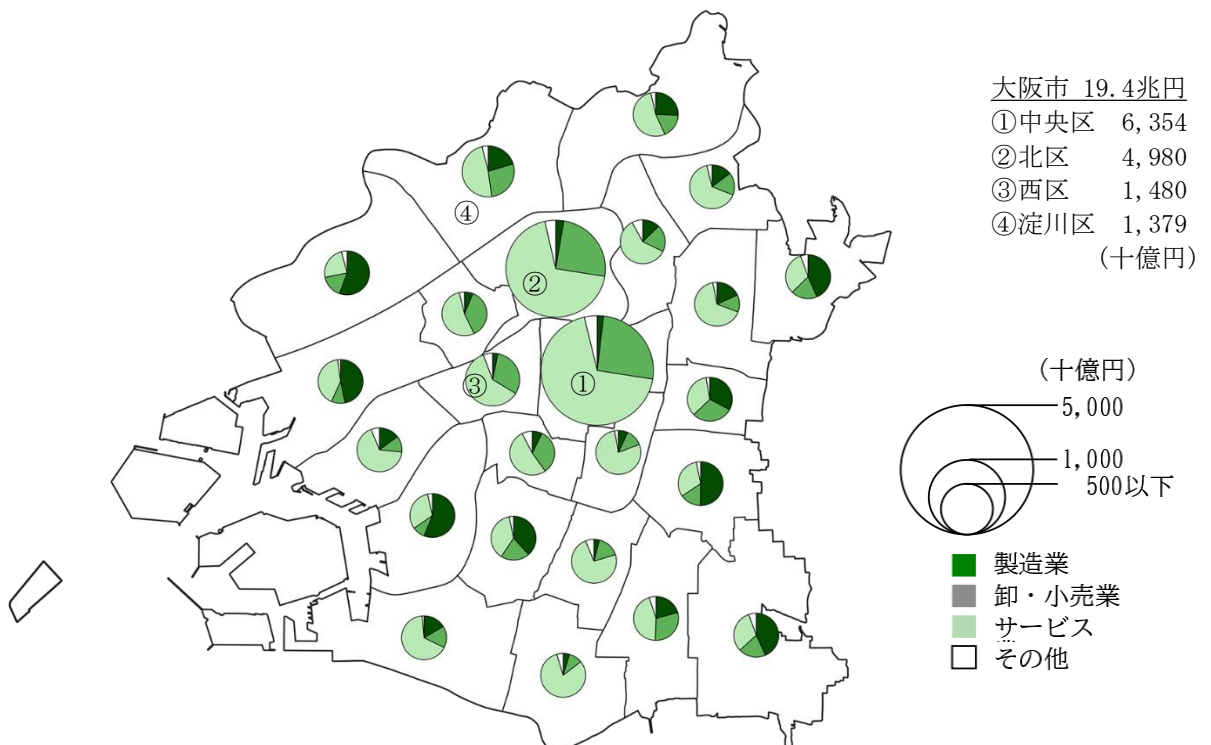 大阪市 19.4兆円
①中央区 6,354
②北区 4,980
③西区 1,480
④淀川区 1,379
(十億円)
④
②
③
①
(十億円)
5,000
1,000
500以下
製造業
卸・小売業
サービス
その他